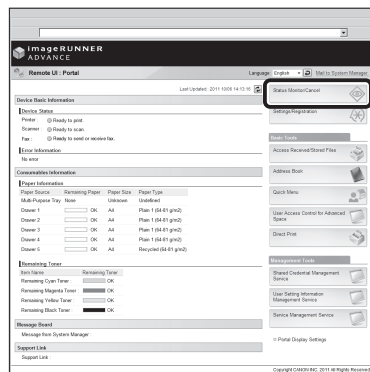 imageRUNNER
ADVANCE
Remote UI : Portal
Language English Mail to System Manager
Last Updated : 2011 10/06 14:13:16
Device Basic Information
Device Status
Printer : Ready to print.
Scanner : Ready to scan.
Fax : Ready to send or receive fax.
Error Information
No error
Consumables Information
Paper Information
Paper Source Remaining Paper Paper Size Paper Type
Multi-Purpose Tray None Unknown Undefined
Drawer 1 OK A4 Plain 1 (64-81 g/m2)
Drawer 2 OK A4 Plain 1 (64-81 g/m2)
Drawer 3 OK A4 Plain 1 (64-81 g/m2)
Drawer 4 OK A4 Plain 1 (64-81 g/m2)
Drawer 5 OK A4 Recycled (64-81 g/m2)
Remaining Toner
Item Name Remaining Toner
Remaining Cyan Toner : OK
Remaining Magenta Toner : OK
Remaining Yellow Toner : OK
Remaining Black Toner : OK
Message Board
Message from System Manager :
Support Link
Support Link :
Status Monitor/Cancel
Settings/Registration
Basic Tools
Access Received/Stored Files
Address Book
Quick Menu
User Access Control for Advanced
Space
Direct Print
Management Tools
Shared Credential Management
Service
User Setting Information
Management Service
Service Management Service
Portal Display Settings
Copyright CANON INC. 2011 All Rights Reserved